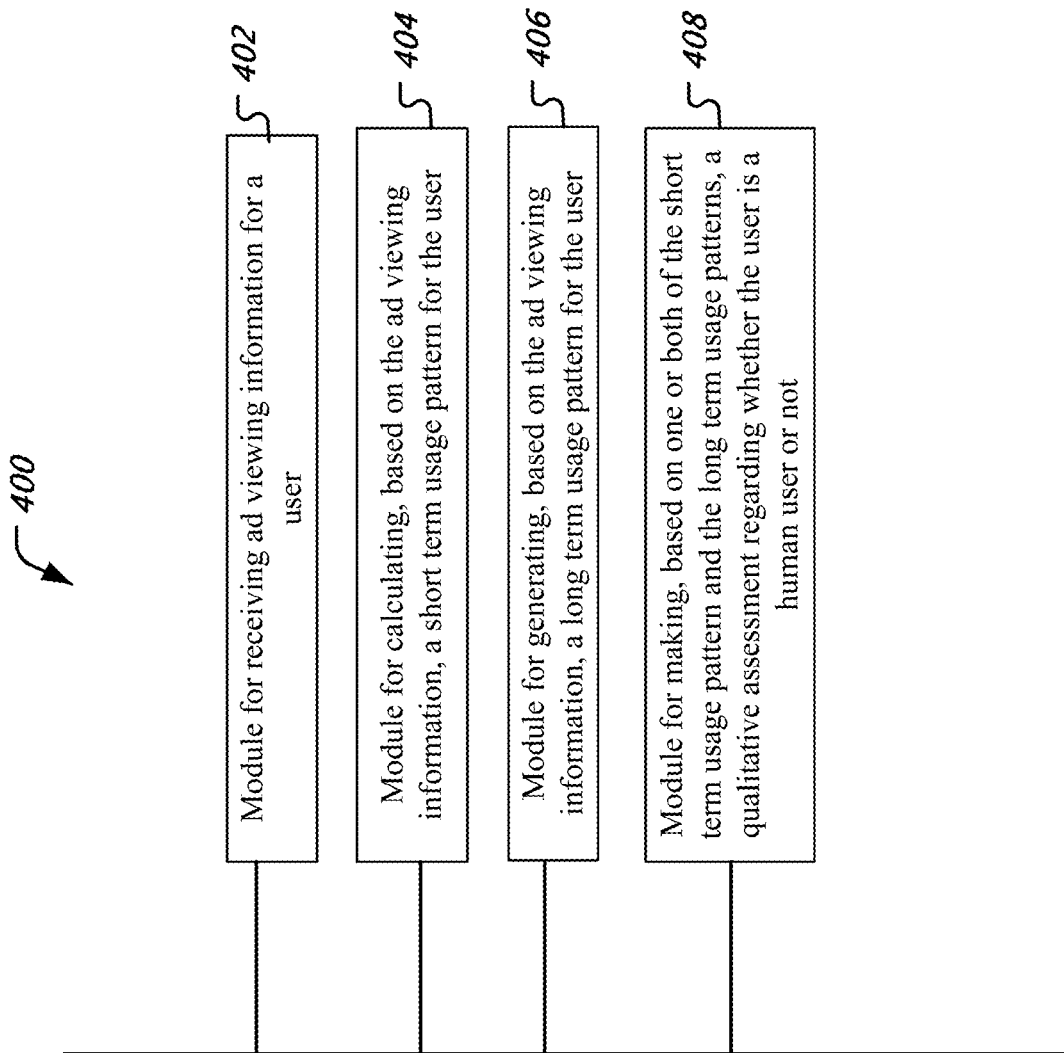 400
402
Module for receiving ad viewing information for a
user
404
Module for calculating, based on the ad viewing
information, a short term usage pattern for the user
406
Module for generating, based on the ad viewing
information, a long term usage pattern for the user
408
Module for making, based on one or both of the short
term usage pattern and the long term usage patterns, a
qualitative assessment regarding whether the user is a
human user or not